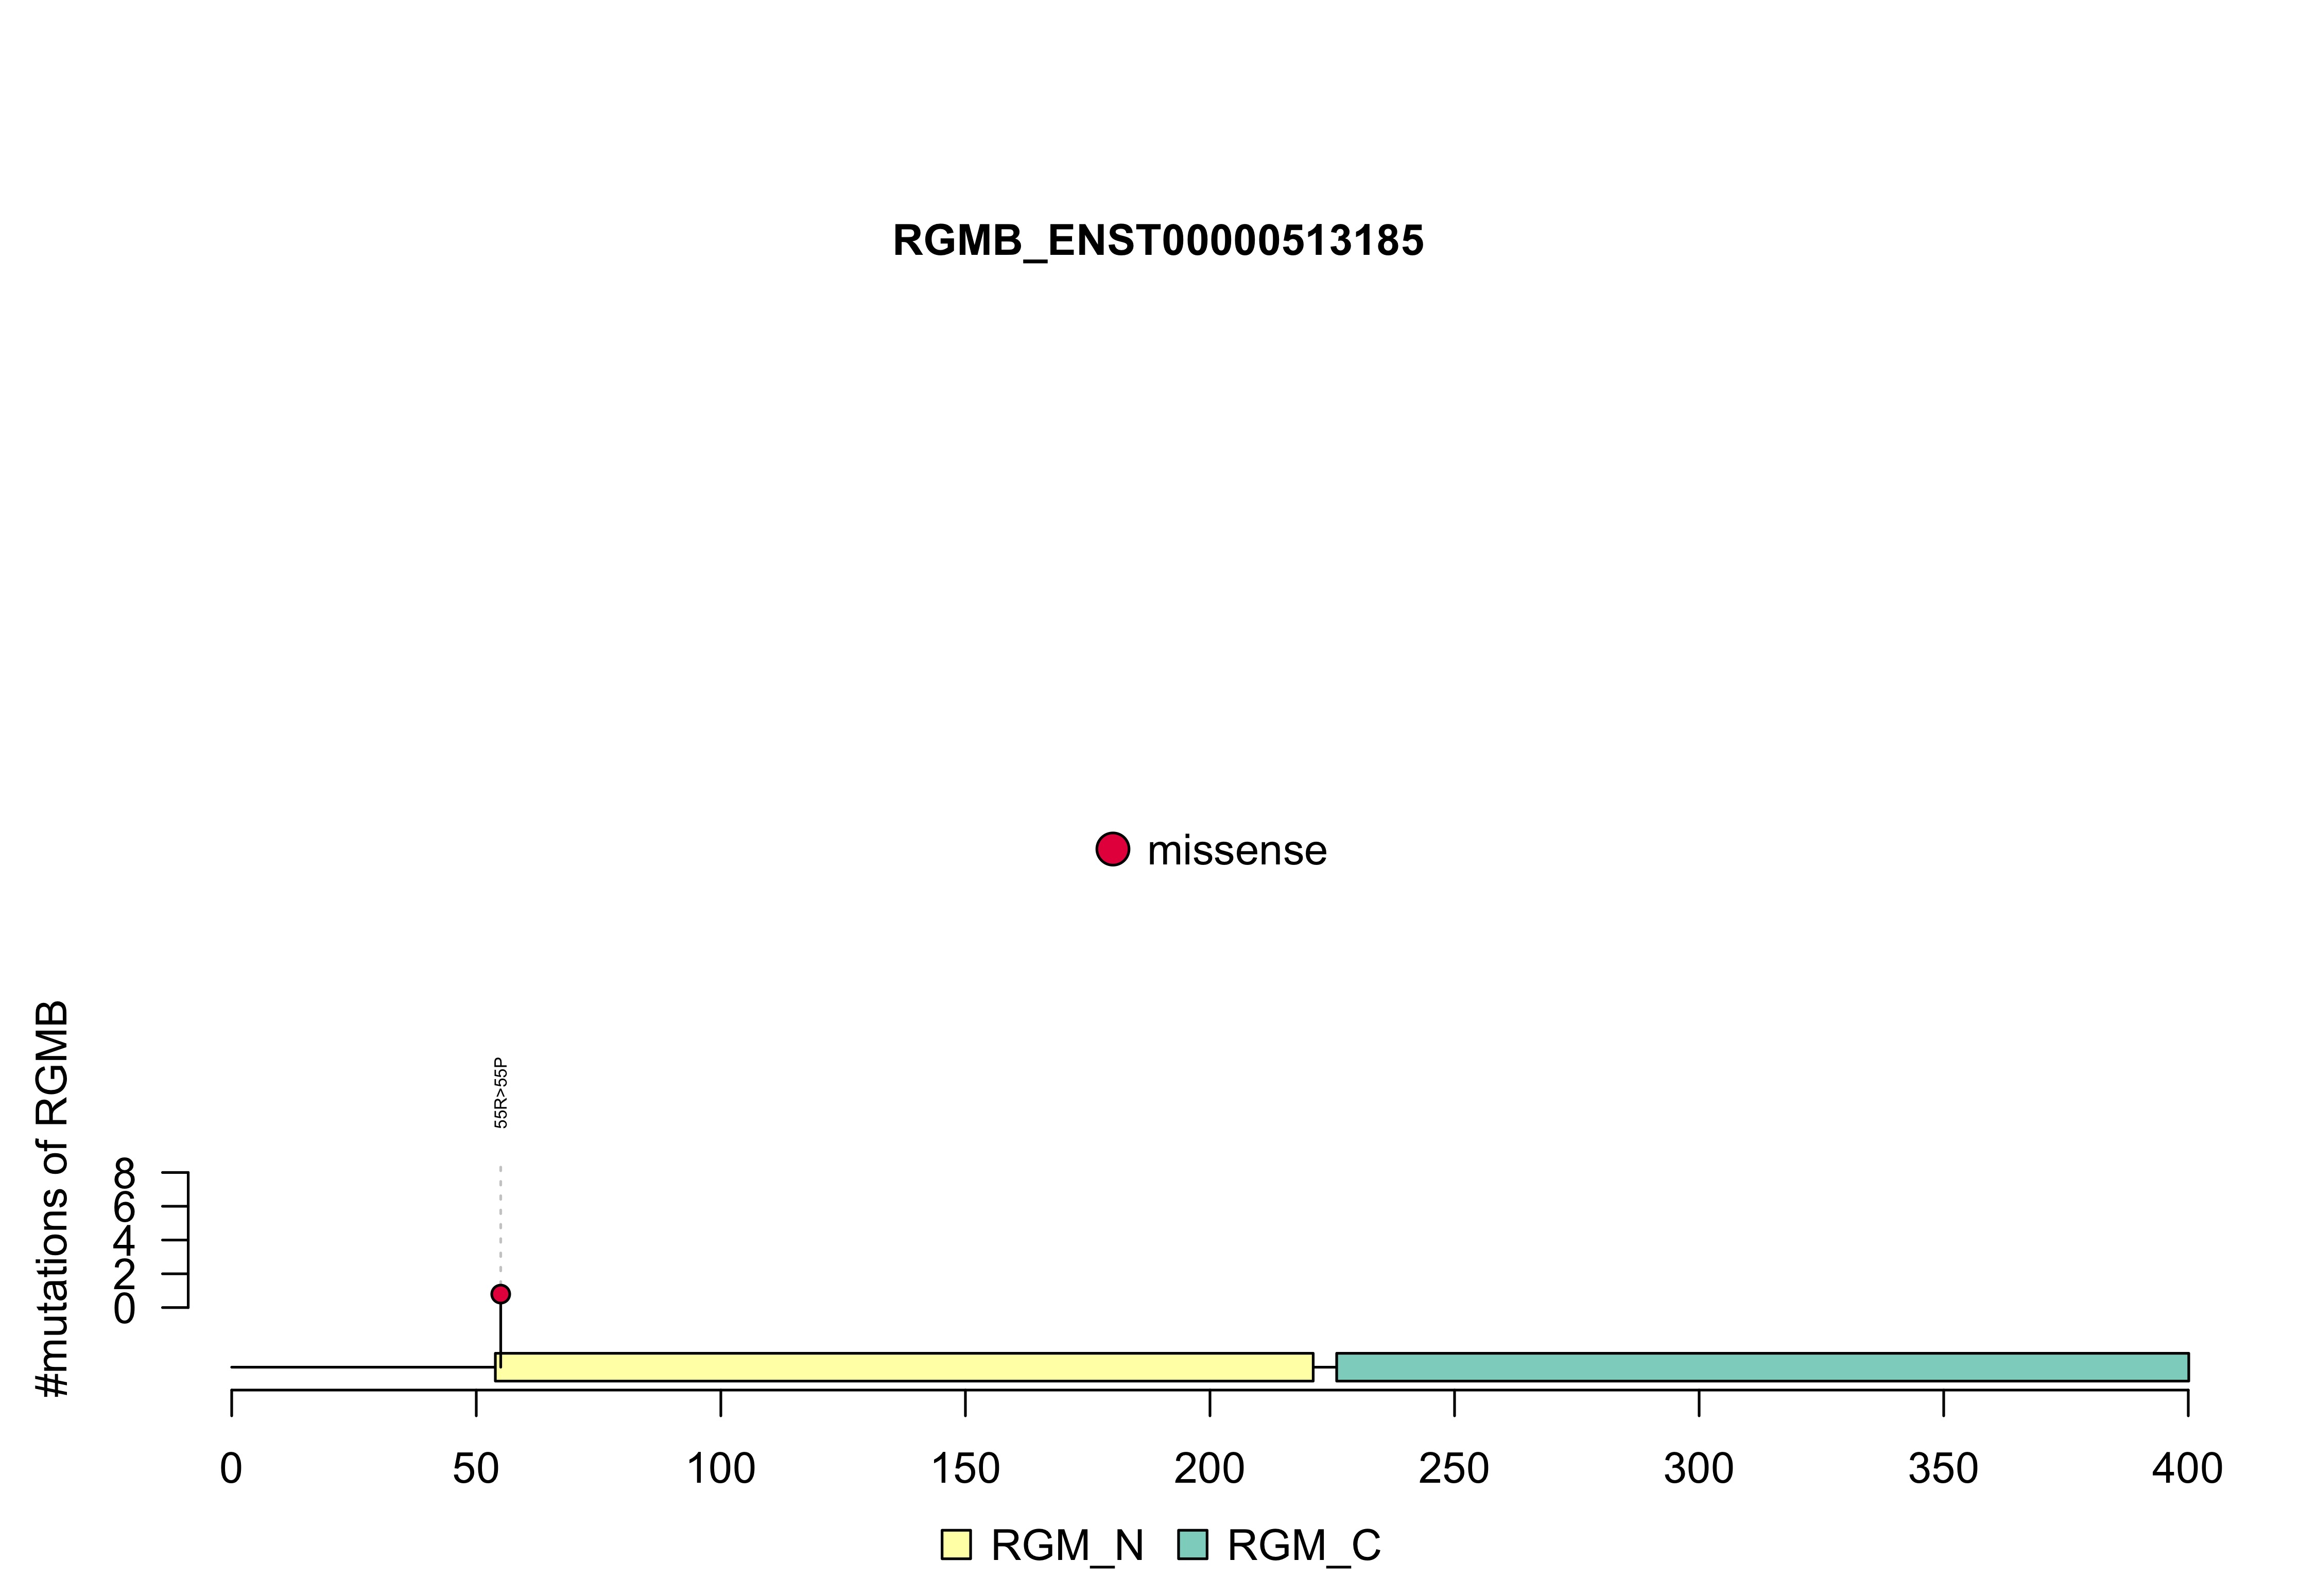 RGMB_ENST00000513185
missense
#mutations of RGMB
55R>55P
8
6
4
2
0
0 50 100 150 200 250 300 350 400
RGM_N RGM_C